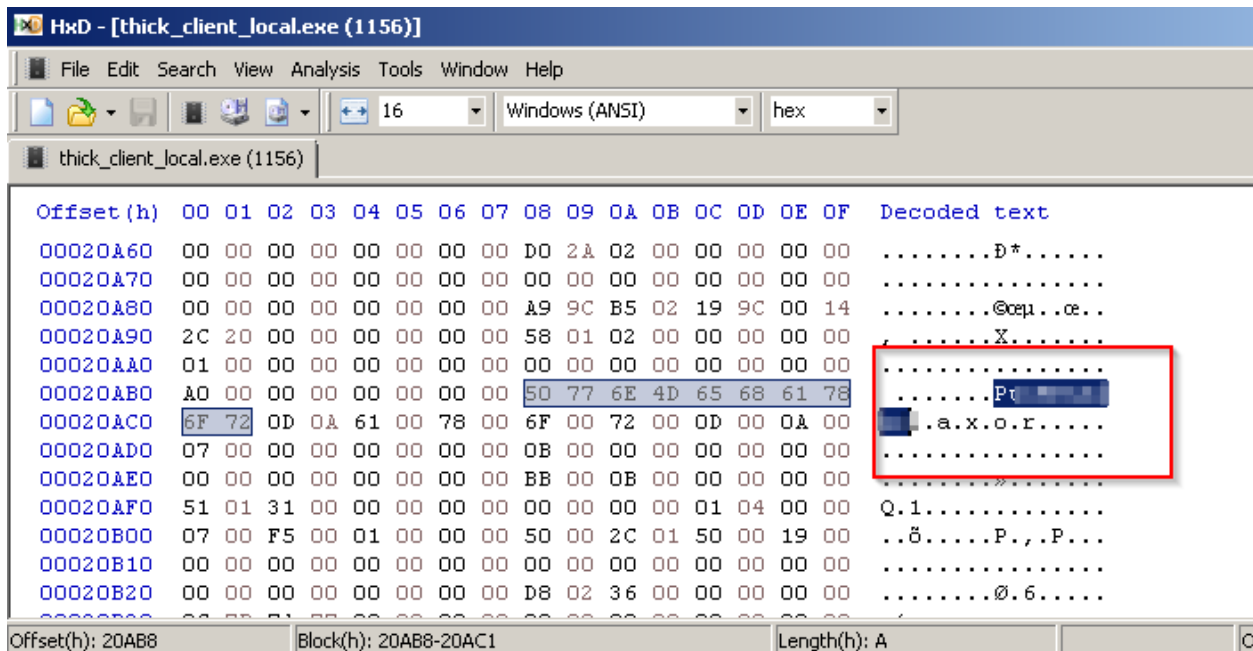 HxD - [thick_client_local.exe (1156)]
File Edit Search View Analysis Tools Window Help
16 Windows (ANSI) hex
thick_client_local.exe (1156)
Offset(h) 00 01 02 03 04 05 06 07 08 09 0A 0B 0C 0D 0E 0F Decoded text
00020A60 00 00 00 00 00 00 00 00 D0 2A 02 00 00 00 00 00 ........Ð*......
00020A70 00 00 00 00 00 00 00 00 00 00 00 00 00 00 00 00 ................
00020A80 00 00 00 00 00 00 00 00 A9 9C B5 02 19 9C 00 14 ........©œµ..œ..
00020A90 2C 20 00 00 00 00 00 00 58 01 02 00 00 00 00 00 , ......X.......
00020AA0 01 00 00 00 00 00 00 00 00 00 00 00 00 00 00 00 ................
00020AB0 A0 00 00 00 00 00 00 00 50 77 6E 4D 65 68 61 78 .......P
00020AC0 6F 72 0D 0A 61 00 78 00 6F 00 72 00 0D 00 0A 00 .a.x.o.r.....
00020AD0 07 00 00 00 00 00 00 00 0B 00 00 00 00 00 00 00 ................
00020AE0 00 00 00 00 00 00 00 00 BB 00 0B 00 00 00 00 00 ........».......
00020AF0 51 01 31 00 00 00 00 00 00 00 00 00 01 04 00 00 Q.1.............
00020B00 07 00 F5 00 01 00 00 00 50 00 2C 01 50 00 19 00 ..õ.....P.,.P...
00020B10 00 00 00 00 00 00 00 00 00 00 00 00 00 00 00 00 ................
00020B20 00 00 00 00 00 00 00 00 D8 02 36 00 00 00 00 00 ........Ø.6.....
Offset(h): 20AB8 Block(h): 20AB8-20AC1 Length(h): A